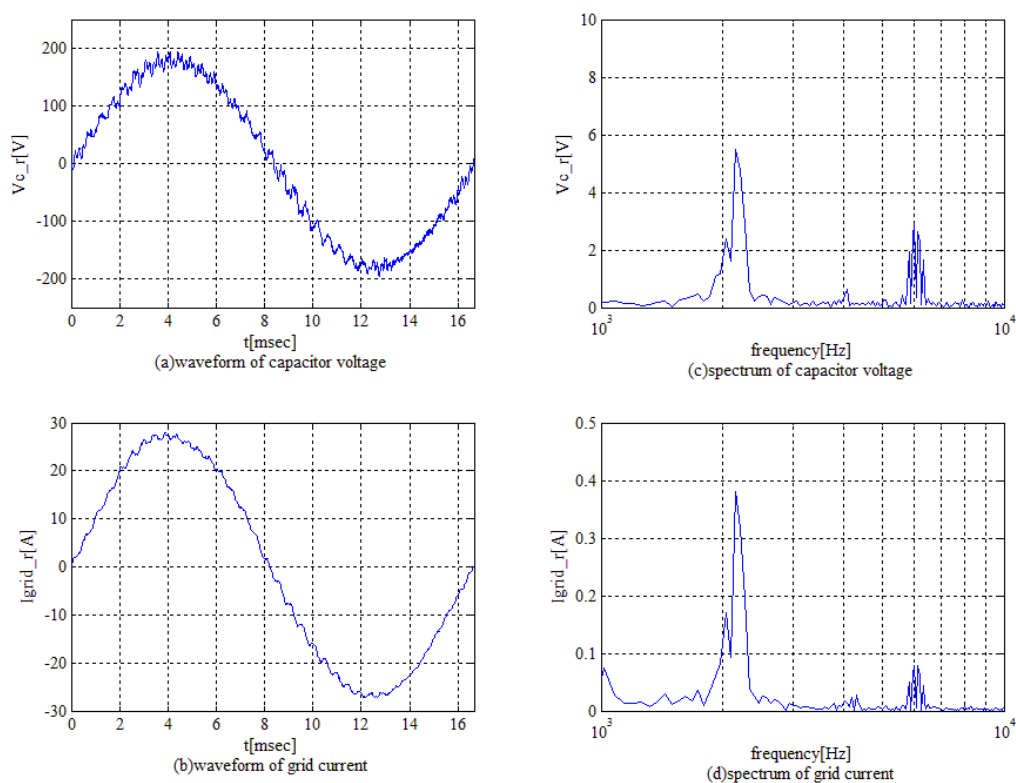 200
100
0
-100
-200
Vc_r[V]
0 2 4 6 8 10 12 14 16
t[msec]
(a)waveform of capacitor voltage
10
8
6
4
2
0
Vc_r[V]
10^3 10^4
frequency[Hz]
(c)spectrum of capacitor voltage
30
20
10
0
-10
-20
-30
Igrid_r[A]
0 2 4 6 8 10 12 14 16
t[msec]
(b)waveform of grid current
0.5
0.4
0.3
0.2
0.1
0
Igrid_r[A]
10^3 10^4
frequency[Hz]
(d)spectrum of grid current